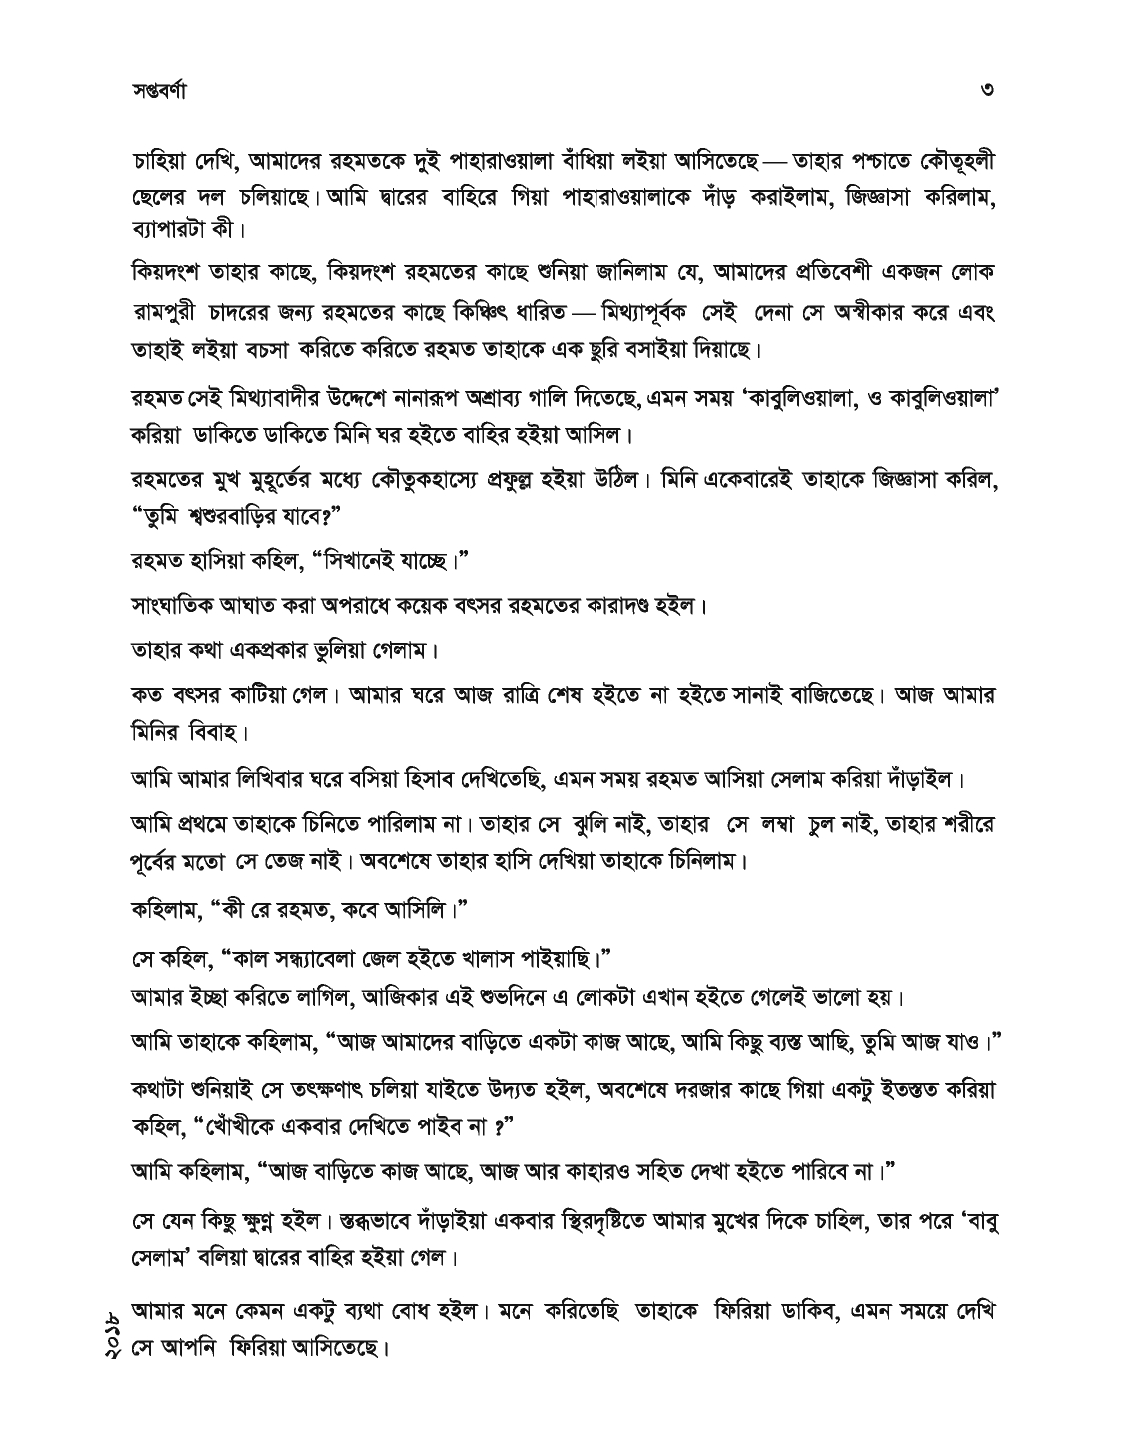 সপ্তবর্ণা ৩
চাহিয়া দেখি, আমাদের রহমতকে দুই পাহারাওয়ালা বাঁধিয়া লইয়া আসিতেছে — তাহার পশ্চাতে কৌতূহলী
ছেলের দল চলিয়াছে। আমি দ্বারের বাহিরে গিয়া পাহারাওয়ালাকে দাঁড় করাইলাম, জিজ্ঞাসা করিলাম,
ব্যাপারটা কী।
কিয়দংশ তাহার কাছে, কিয়দংশ রহমতের কাছে শুনিয়া জানিলাম যে, আমাদের প্রতিবেশী একজন লোক
রামপুরী চাদরের জন্য রহমতের কাছে কিঞ্চিৎ ধারিত — মিথ্যাপূর্বক সেই দেনা সে অস্বীকার করে এবং
তাহাই লইয়া বচসা করিতে করিতে রহমত তাহাকে এক ছুরি বসাইয়া দিয়াছে।
রহমত সেই মিথ্যাবাদীর উদ্দেশে নানারূপ অশ্রাব্য গালি দিতেছে, এমন সময় ‘কাবুলিওয়ালা, ও কাবুলিওয়ালা’
করিয়া ডাকিতে ডাকিতে মিনি ঘর হইতে বাহির হইয়া আসিল।
রহমতের মুখ মুহূর্তের মধ্যে কৌতুকহাস্যে প্রফুল্ল হইয়া উঠিল। মিনি একেবারেই তাহাকে জিজ্ঞাসা করিল,
“তুমি শ্বশুরবাড়ির যাবে?”
রহমত হাসিয়া কহিল, “সিখানেই যাচ্ছে।”
সাংঘাতিক আঘাত করা অপরাধে কয়েক বৎসর রহমতের কারাদণ্ড হইল।
তাহার কথা একপ্রকার ভুলিয়া গেলাম।
কত বৎসর কাটিয়া গেল। আমার ঘরে আজ রাত্রি শেষ হইতে না হইতে সানাই বাজিতেছে। আজ আমার
মিনির বিবাহ।
আমি আমার লিখিবার ঘরে বসিয়া হিসাব দেখিতেছি, এমন সময় রহমত আসিয়া সেলাম করিয়া দাঁড়াইল।
আমি প্রথমে তাহাকে চিনিতে পারিলাম না। তাহার সে ঝুলি নাই, তাহার সে লম্বা চুল নাই, তাহার শরীরে
পূর্বের মতো সে তেজ নাই। অবশেষে তাহার হাসি দেখিয়া তাহাকে চিনিলাম।
কহিলাম, “কী রে রহমত, কবে আসিলি।”
সে কহিল, “কাল সন্ধ্যাবেলা জেল হইতে খালাস পাইয়াছি।”
আমার ইচ্ছা করিতে লাগিল, আজিকার এই শুভদিনে এ লোকটা এখান হইতে গেলেই ভালো হয়।
আমি তাহাকে কহিলাম, “আজ আমাদের বাড়িতে একটা কাজ আছে, আমি কিছু ব্যস্ত আছি, তুমি আজ যাও।”
কথাটা শুনিয়াই সে তৎক্ষণাৎ চলিয়া যাইতে উদ্যত হইল, অবশেষে দরজার কাছে গিয়া একটু ইতস্তত করিয়া
কহিল, “খোঁখীকে একবার দেখিতে পাইব না ?”
আমি কহিলাম, “আজ বাড়িতে কাজ আছে, আজ আর কাহারও সহিত দেখা হইতে পারিবে না।”
সে যেন কিছু ক্ষুণ্ণ হইল। স্তব্ধভাবে দাঁড়াইয়া একবার স্থিরদৃষ্টিতে আমার মুখের দিকে চাহিল, তার পরে ‘বাবু
সেলাম’ বলিয়া দ্বারের বাহির হইয়া গেল।
আমার মনে কেমন একটু ব্যথা বোধ হইল। মনে করিতেছি তাহাকে ফিরিয়া ডাকিব, এমন সময়ে দেখি
সে আপনি ফিরিয়া আসিতেছে।
২০১৮